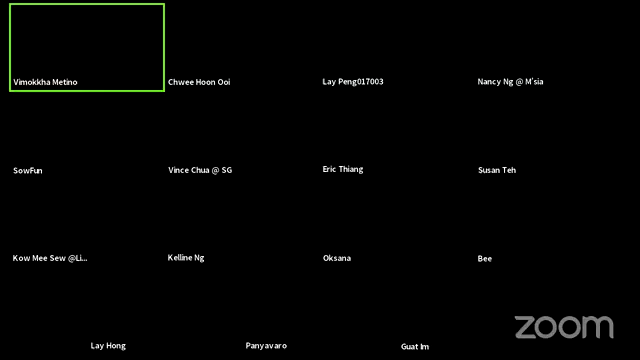 Vimokkha Metino
Chwee Hoon Ooi
Lay Peng017003
Nancy Ng @ M'sia
SowFun
Vince Chua @ SG
Eric Thiang
Susan Teh
Kow Mee Sew @Li...
Kelline Ng
Oksana
Bee
zoom
Lay Hong
Panyavaro
Guat Im